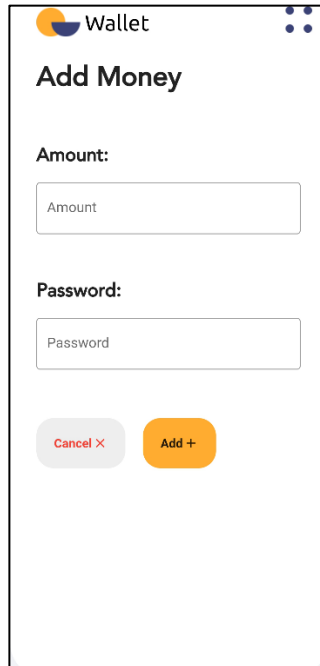 Wallet
Add Money
Amount:
Amount
Password:
Password
Cancel ×
Add +